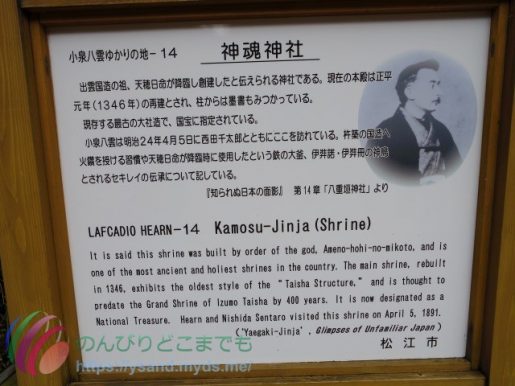 小泉八雲ゆかりの地-14 神魂神社
出雲国造の祖、天穂日命が降臨し創建したと伝えられる神社である。現在の本殿は正平
元年(1346年)の再建とされ、柱からは墨書もみつかっている。
現存する最古の大社造で、国宝に指定されている。
小泉八雲は明治24年4月5日に西田千太郎とともにここを訪れている。杵築の国造へ
火鑽を授ける習慣や天穂日命が降臨時に使用したという鉄の大釜、伊弉諾・伊弉冊の神鳥
とされるセキレイの伝承について記している。
『知られぬ日本の面影』 第14章「八重垣神社」より
LAFCADIO HEARN-14 Kamosu-Jinja(Shrine)
It is said this shrine was built by order of the god, Ameno-hohi-no-mikoto, and is
one of the most ancient and holiest shrines in the country. The main shrine, rebuilt
in 1346, exhibits the oldest style of the "Taisha Structure," and is thought to
predate the Grand Shrine of Izumo Taisha by 400 years. It is now designated as a
National Treasure. Hearn and Nishida Sentaro visited this shrine on April 5, 1891.
('Yaegaki-Jinja', Glimpses of Unfamiliar Japan)
松江市
のんびりどこまでも
https://ysand.myds.me/